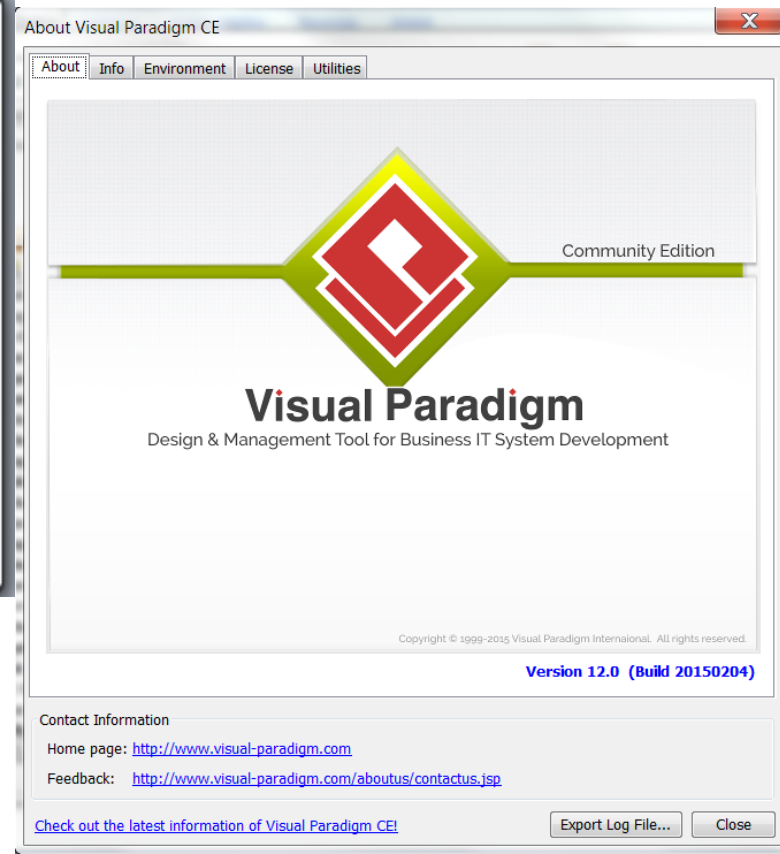 About Visual Paradigm CE
About Info Environment License Utilities
Community Edition
Visual Paradigm
Design & Management Tool for Business IT System Development
Copyright © 1999-2015 Visual Paradigm Internaional. All rights reserved.
Version 12.0 (Build 20150204)
Contact Information
Home page: http://www.visual-paradigm.com
Feedback: http://www.visual-paradigm.com/aboutus/contactus.jsp
Check out the latest information of Visual Paradigm CE! Export Log File... Close